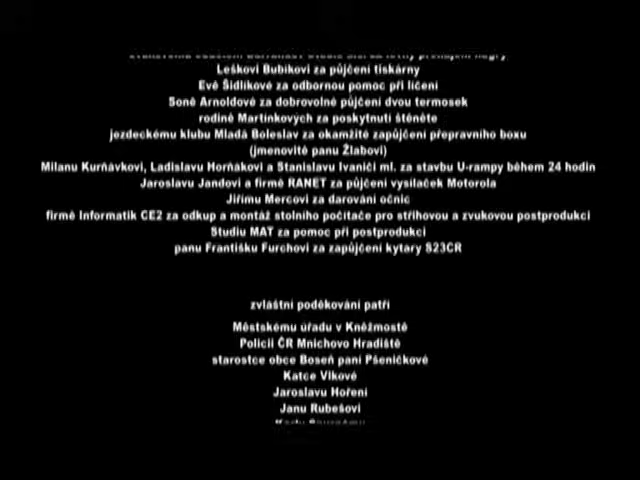 Leškovi Bubíkovi za půjčení tiskárny
Evě Šidlíkové za odbornou pomoc při líčení
Soně Arnoldové za dobrovolné půjčení dvou termosek
rodině Martínkových za poskytnutí štěněte
jezdeckému klubu Mladá Boleslav za okamžité zapůjčení přepravního boxu
(jmenovitě panu Žlabovi)
Milanu Kurňávkovi, Ladislavu Horňákovi a Stanislavu Ivaniči ml. za stavbu U-rampy během 24 hodin
Jaroslavu Jandovi a firmě RANET za půjčení vysílaček Motorola
Jiřímu Mercovi za darování očnic
firmě Informatik CE2 za odkup a montáž stolního počítače pro střihovou a zvukovou postprodukci
Studiu MAT za pomoc při postprodukci
panu Františku Furchovi za zapůjčení kytary S23CR
zvláštní poděkování patří
Městskému úřadu v Kněžmostě
Policii ČR Mnichovo Hradiště
starostce obce Boseň paní Pšeničkové
Katce Vlkové
Jaroslavu Hoření
Janu Rubešovi